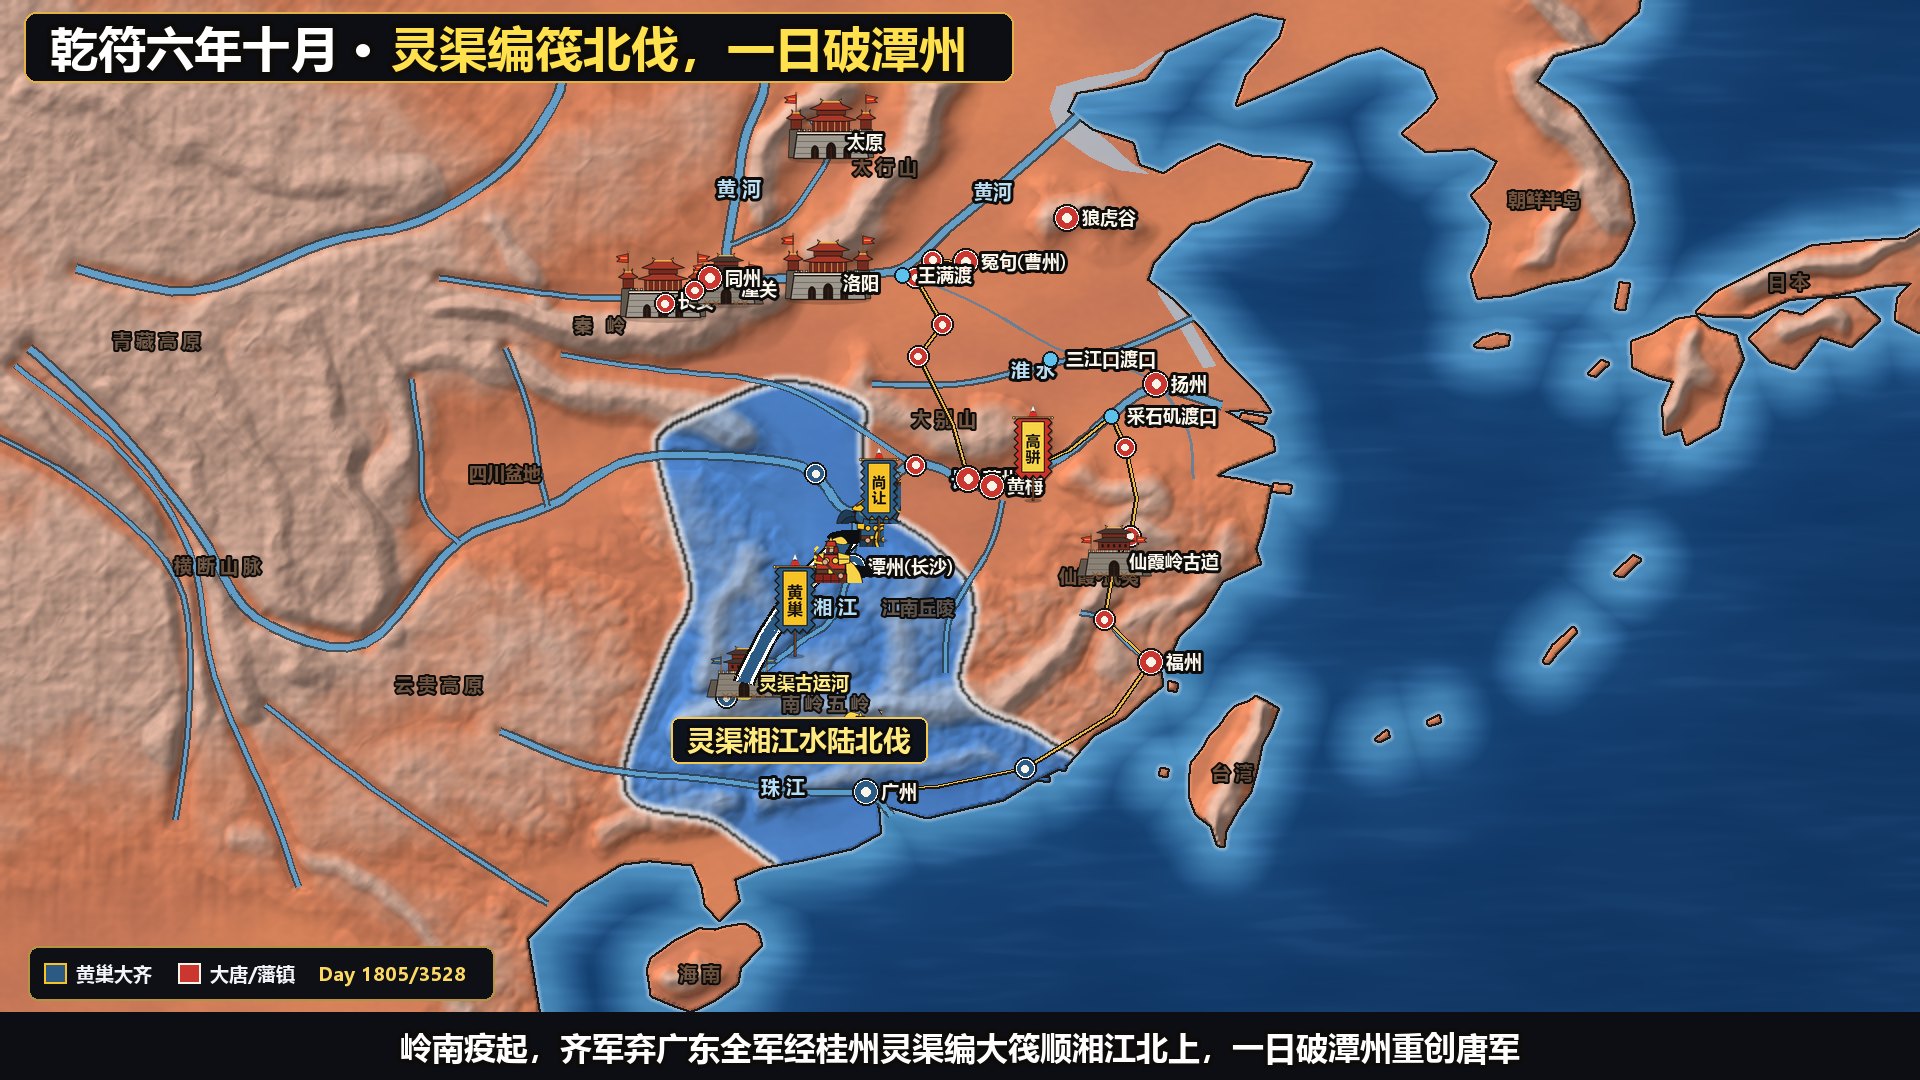 乾符六年十月·灵渠编筏北伐，一日破潭州
太原
太行山
黄河
黄河
狼虎谷
朝鲜半岛
冤句(曹州)
同州
潼关
洛阳
王满渡
日本
秦岭
青藏高原
三江口渡口
淮水
扬州
采石矶渡口
大别山
高骈
四川盆地
尚让
黄梅
横断山脉
潭州(长沙)
仙霞岭古道
黄巢
湘江
江南丘陵
福州
云贵高原
灵渠古运河
南岭五岭
灵渠湘江水陆北伐
台湾
珠江
广州
海南
黄巢大齐
大唐/藩镇
Day 1805/3528
岭南疫起，齐军弃广东全军经桂州灵渠编大筏顺湘江北上，一日破潭州重创唐军